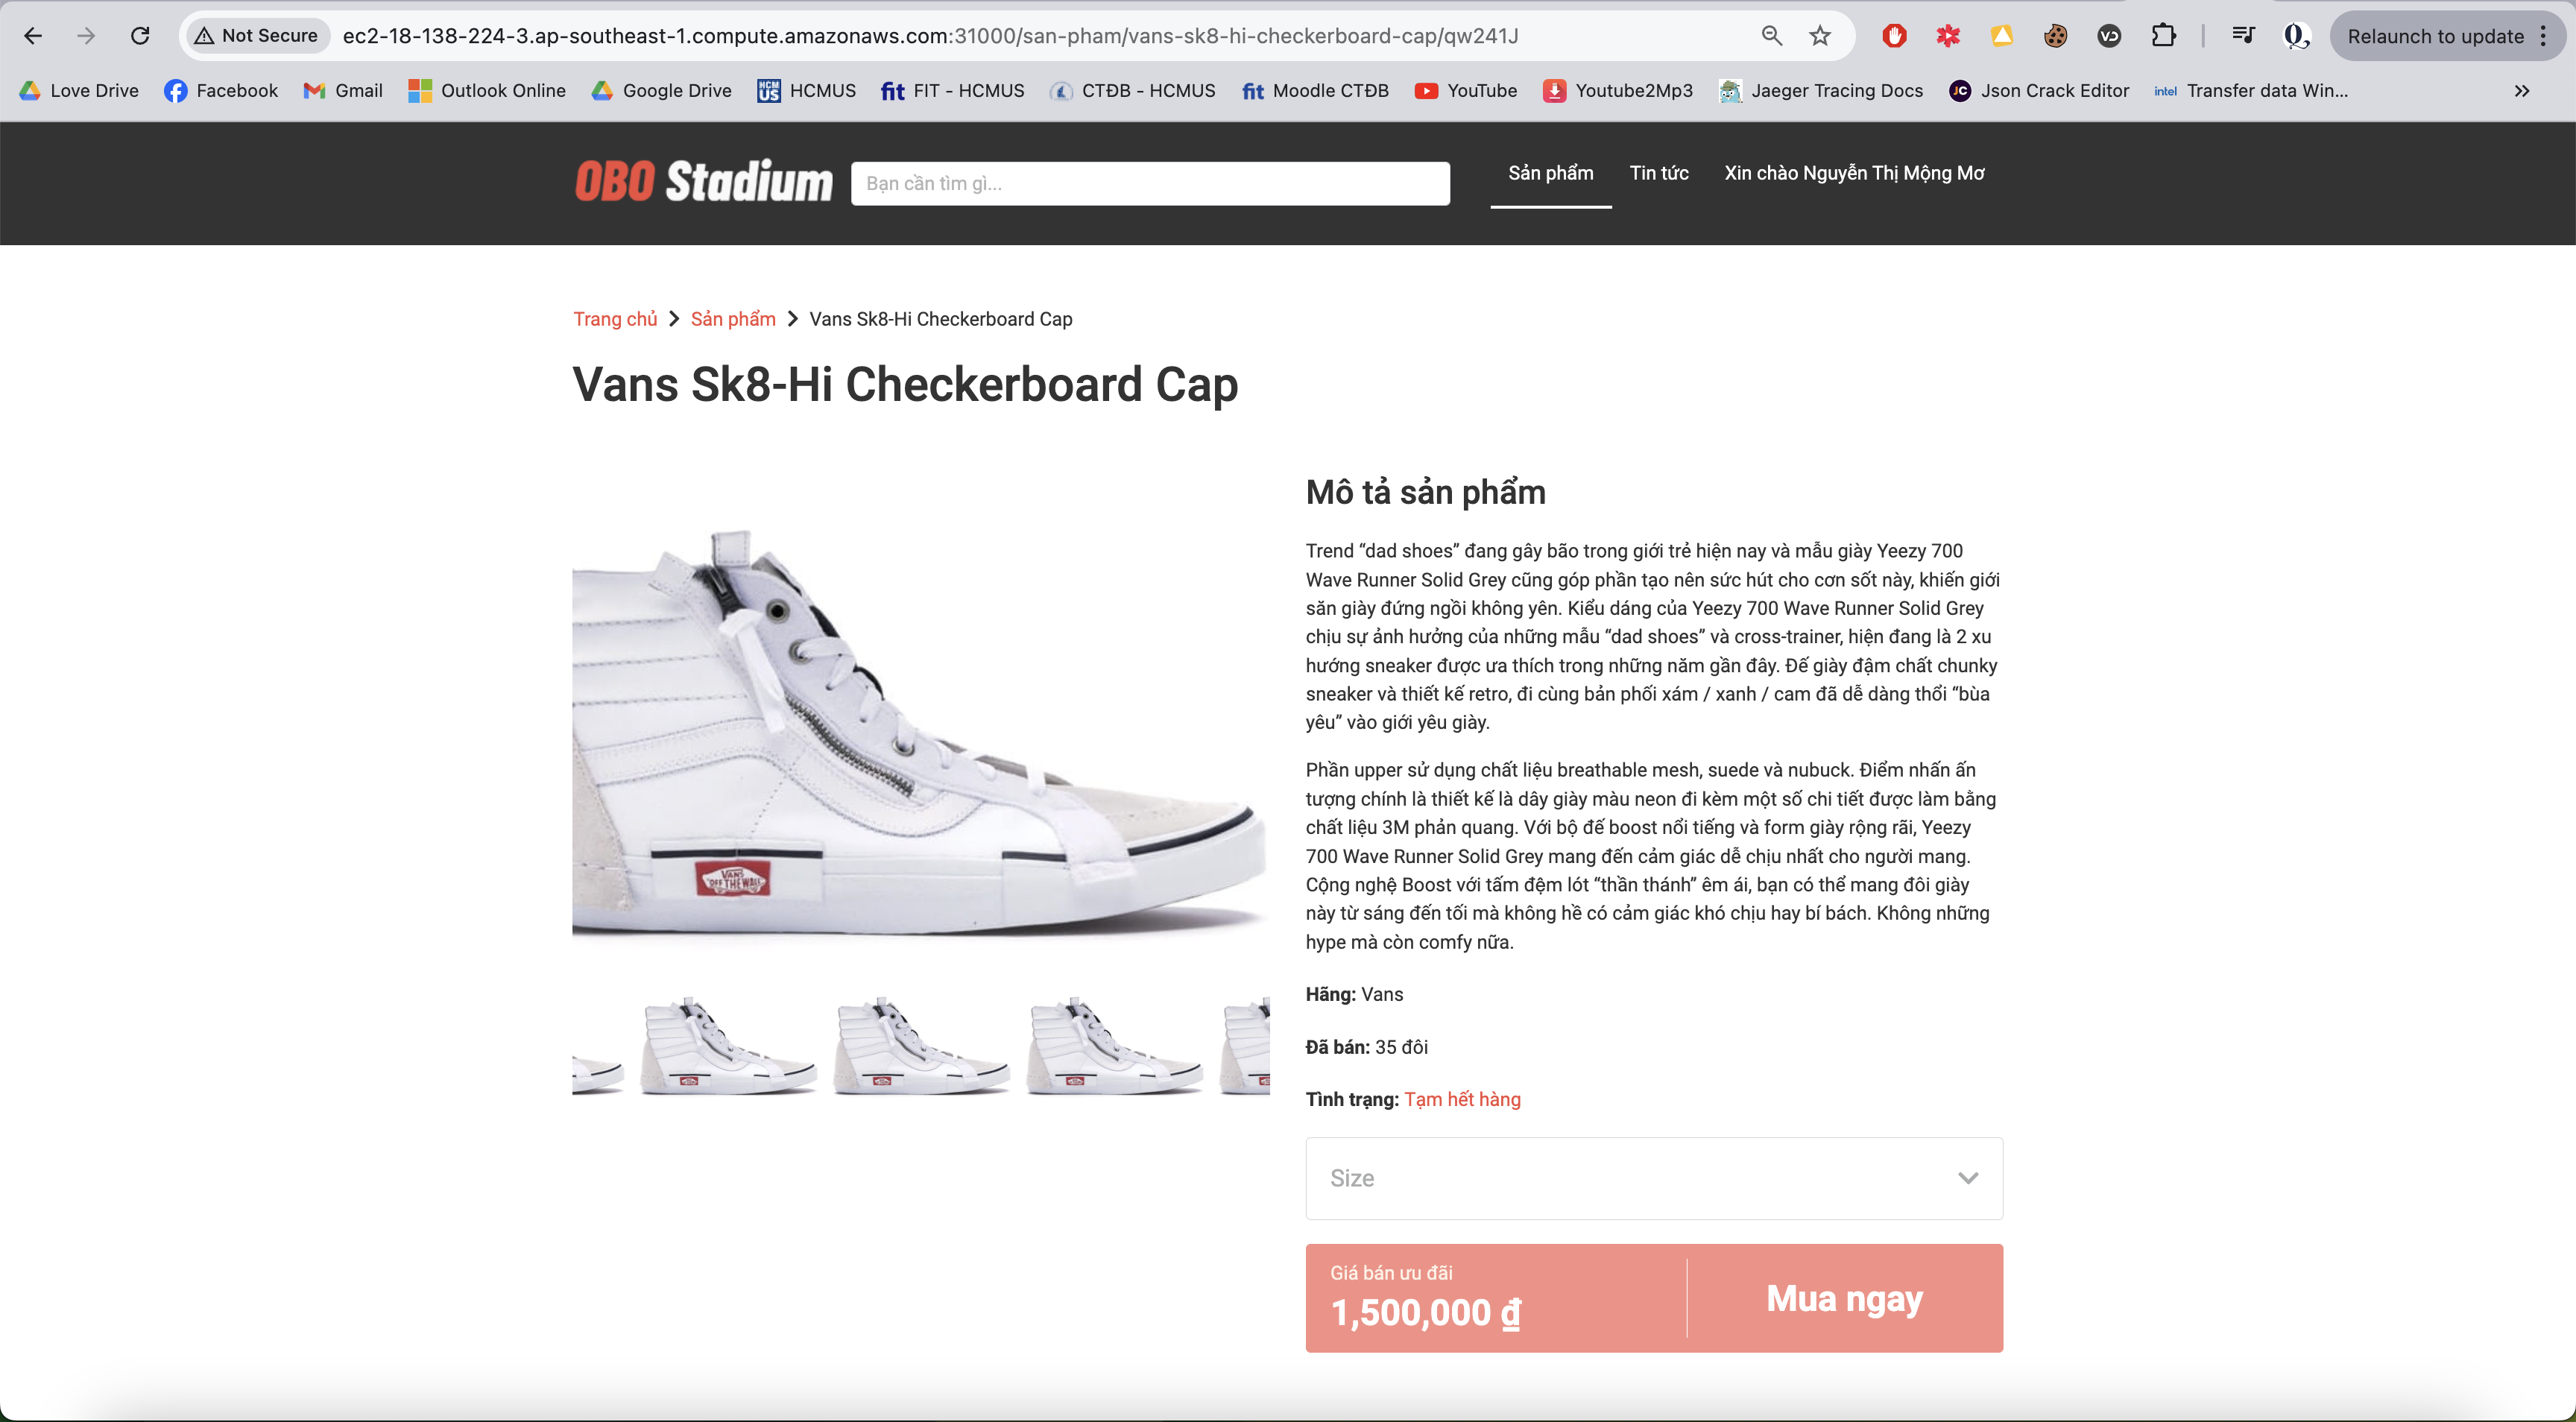 Not Secure
ec2-18-138-224-3.ap-southeast-1.compute.amazonaws.com:31000/san-pham/vans-sk8-hi-checkerboard-cap/qw241J
VD
Relaunch to update
Love Drive
Facebook
Gmail
Outlook Online
Google Drive
HCM US
HCMUS
fit
FIT - HCMUS
CTĐB - HCMUS
fit
Moodle CTĐB
YouTube
Youtube2Mp3
Jaeger Tracing Docs
JC
Json Crack Editor
intel
Transfer data Win...
OBO Stadium
Bạn cần tìm gì...
Sản phẩm
Tin tức
Xin chào Nguyễn Thị Mộng Mơ
Trang chủ > Sản phẩm > Vans Sk8-Hi Checkerboard Cap
Vans Sk8-Hi Checkerboard Cap
VANS
"OFF THE WALL"
Mô tả sản phẩm
Trend “dad shoes” đang gây bão trong giới trẻ hiện nay và mẫu giày Yeezy 700
Wave Runner Solid Grey cũng góp phần tạo nên sức hút cho cơn sốt này, khiến giới
săn giày đứng ngồi không yên. Kiểu dáng của Yeezy 700 Wave Runner Solid Grey
chịu sự ảnh hưởng của những mẫu “dad shoes” và cross-trainer, hiện đang là 2 xu
hướng sneaker được ưa thích trong những năm gần đây. Đế giày đậm chất chunky
sneaker và thiết kế retro, đi cùng bản phối xám / xanh / cam đã dễ dàng thổi “bùa
yêu” vào giới yêu giày.
Phần upper sử dụng chất liệu breathable mesh, suede và nubuck. Điểm nhấn ấn
tượng chính là thiết kế là dây giày màu neon đi kèm một số chi tiết được làm bằng
chất liệu 3M phản quang. Với bộ đế boost nổi tiếng và form giày rộng rãi, Yeezy
700 Wave Runner Solid Grey mang đến cảm giác dễ chịu nhất cho người mang.
Cộng nghệ Boost với tấm đệm lót “thần thánh” êm ái, bạn có thể mang đôi giày
này từ sáng đến tối mà không hề có cảm giác khó chịu hay bí bách. Không những
hype mà còn comfy nữa.
Hãng: Vans
Đã bán: 35 đôi
Tình trạng: Tạm hết hàng
Size
Giá bán ưu đãi
1,500,000 ₫
Mua ngay